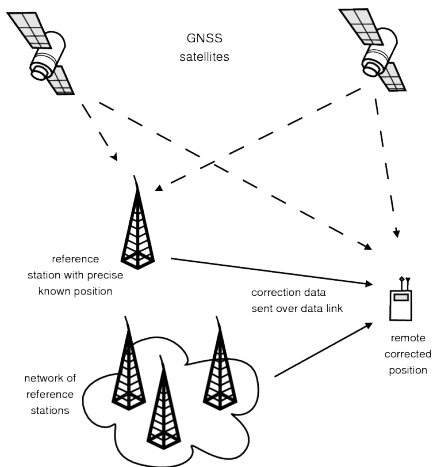 GNSS
satellites
reference
station with precise
known position
correction data
sent over data link
remote
corrected
position
network of
reference
stations